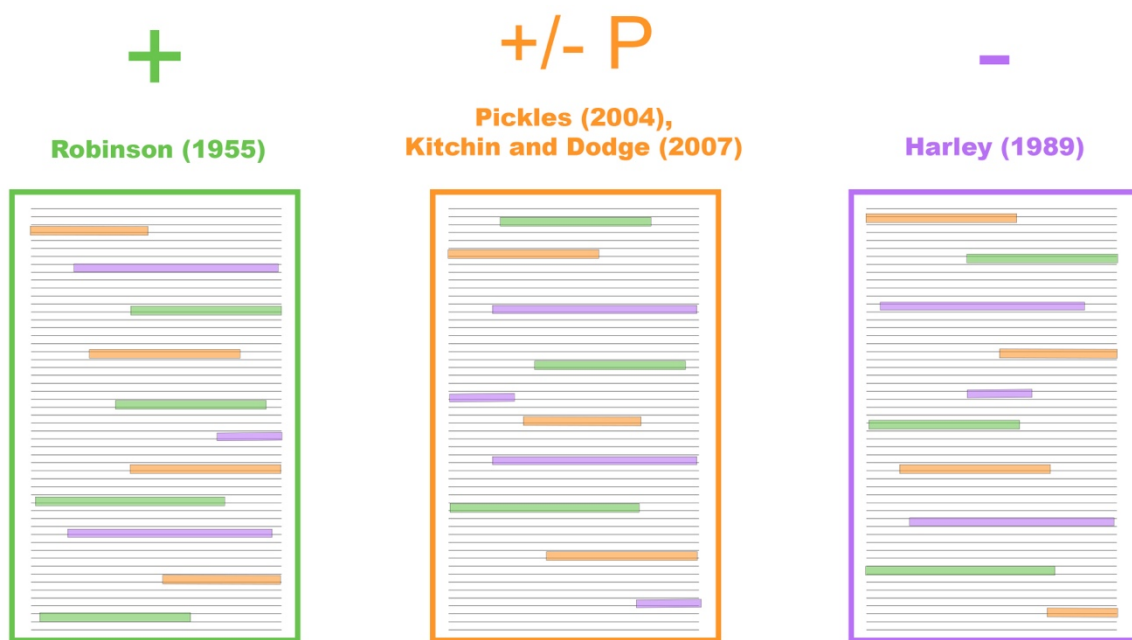 +
+/- P
-
Robinson (1955)
Pickles (2004),
Kitchin and Dodge (2007)
Harley (1989)